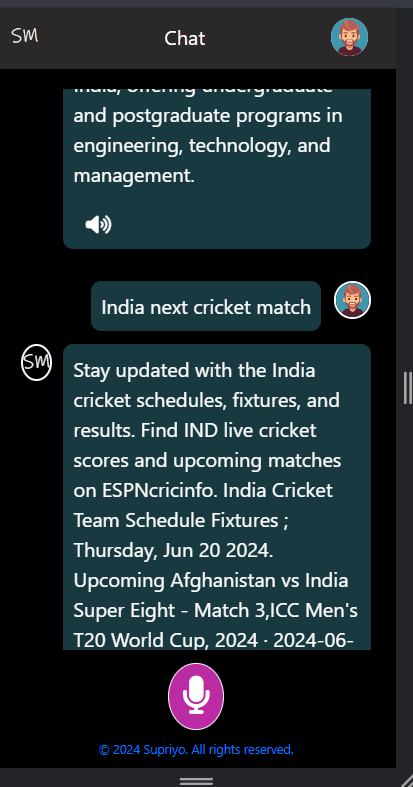 SM
Chat
India, offering undergraduate
and postgraduate programs in
engineering, technology, and
management.
India next cricket match
SM
Stay updated with the India
cricket schedules, fixtures, and
results. Find IND live cricket
scores and upcoming matches
on ESPNcricinfo. India Cricket
Team Schedule Fixtures ;
Thursday, Jun 20 2024.
Upcoming Afghanistan vs India
Super Eight - Match 3,ICC Men's
T20 World Cup, 2024 · 2024-06-
© 2024 Supriyo. All rights reserved.